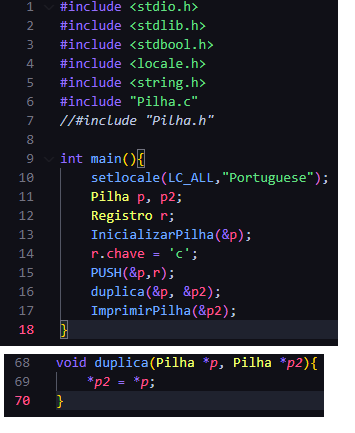 1 #include <stdio.h>
2 #include <stdlib.h>
3 #include <stdbool.h>
4 #include <locale.h>
5 #include <string.h>
6 #include "Pilha.c"
7 //#include "Pilha.h"
8
9 int main(){
10 setlocale(LC_ALL,"Portuguese");
11 Pilha p, p2;
12 Registro r;
13 InicializarPilha(&p);
14 r.chave = 'c';
15 PUSH(&p,r);
16 duplica(&p, &p2);
17 ImprimirPilha(&p2);
18 }
68 void duplica(Pilha *p, Pilha *p2){
69 *p2 = *p;
70 }